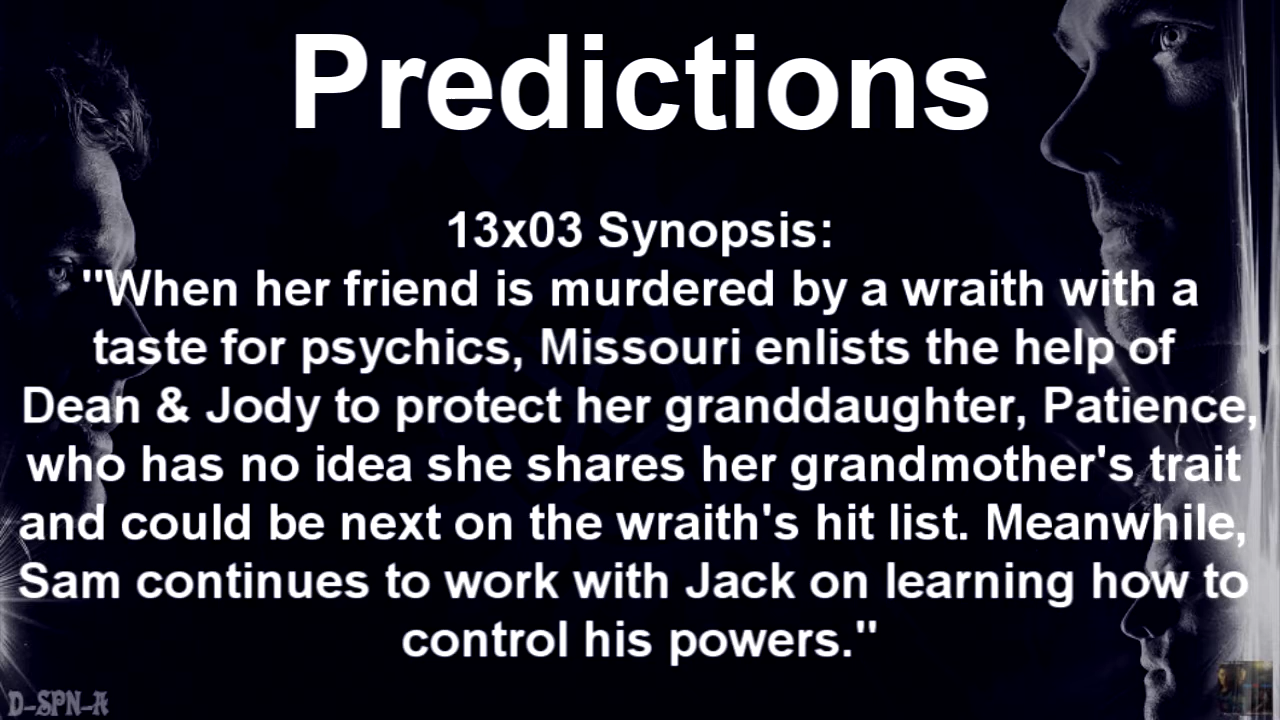 Predictions
13x03 Synopsis:
"When her friend is murdered by a wraith with a
taste for psychics, Missouri enlists the help of
Dean & Jody to protect her granddaughter, Patience,
who has no idea she shares her grandmother's trait
and could be next on the wraith's hit list. Meanwhile,
Sam continues to work with Jack on learning how to
control his powers."
D-SPN-A